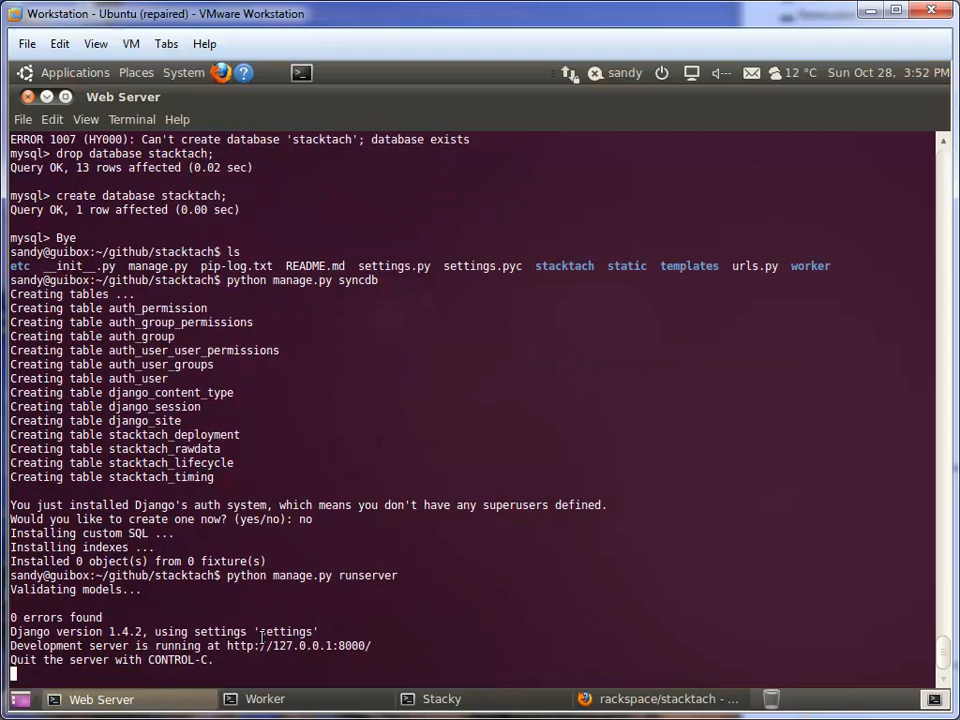 Workstation - Ubuntu (repaired) - VMware Workstation
File Edit View VM Tabs Help
Applications Places System ? sandy 12 °C Sun Oct 28, 3:52 PM
Web Server
File Edit View Terminal Help
ERROR 1007 (HY000): Can't create database 'stacktach'; database exists
mysql> drop database stacktach;
Query OK, 13 rows affected (0.02 sec)
mysql> create database stacktach;
Query OK, 1 row affected (0.00 sec)
mysql> Bye
sandy@guibox:~/github/stacktach$ ls
etc __init__.py manage.py pip-log.txt README.md settings.py settings.pyc stacktach static templates urls.py worker
sandy@guibox:~/github/stacktach$ python manage.py syncdb
Creating tables ...
Creating table auth_permission
Creating table auth_group_permissions
Creating table auth_group
Creating table auth_user_user_permissions
Creating table auth_user_groups
Creating table auth_user
Creating table django_content_type
Creating table django_session
Creating table django_site
Creating table stacktach_deployment
Creating table stacktach_rawdata
Creating table stacktach_lifecycle
Creating table stacktach_timing
You just installed Django's auth system, which means you don't have any superusers defined.
Would you like to create one now? (yes/no): no
Installing custom SQL ...
Installing indexes ...
Installed 0 object(s) from 0 fixture(s)
sandy@guibox:~/github/stacktach$ python manage.py runserver
Validating models...
0 errors found
Django version 1.4.2, using settings 'settings'
Development server is running at http://127.0.0.1:8000/
Quit the server with CONTROL-C.
Web Server Worker Stacky rackspace/stacktach - ...